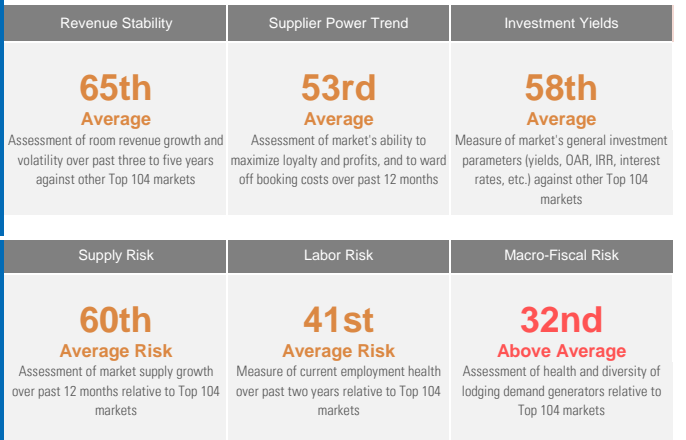 Revenue Stability
Supplier Power Trend
Investment Yields
65th
Average
Assessment of room revenue growth and
volatility over past three to five years
against other Top 104 markets
53rd
Average
Assessment of market's ability to
maximize loyalty and profits, and to ward
off booking costs over past 12 months
58th
Average
Measure of market's general investment
parameters (yields, OAR, IRR, interest
rates, etc.) against other Top 104
markets
Supply Risk
Labor Risk
Macro-Fiscal Risk
60th
Average Risk
Assessment of market supply growth
over past 12 months relative to Top 104
markets
41st
Average Risk
Measure of current employment health
over past two years relative to Top 104
markets
32nd
Above Average
Assessment of health and diversity of
lodging demand generators relative to
Top 104 markets